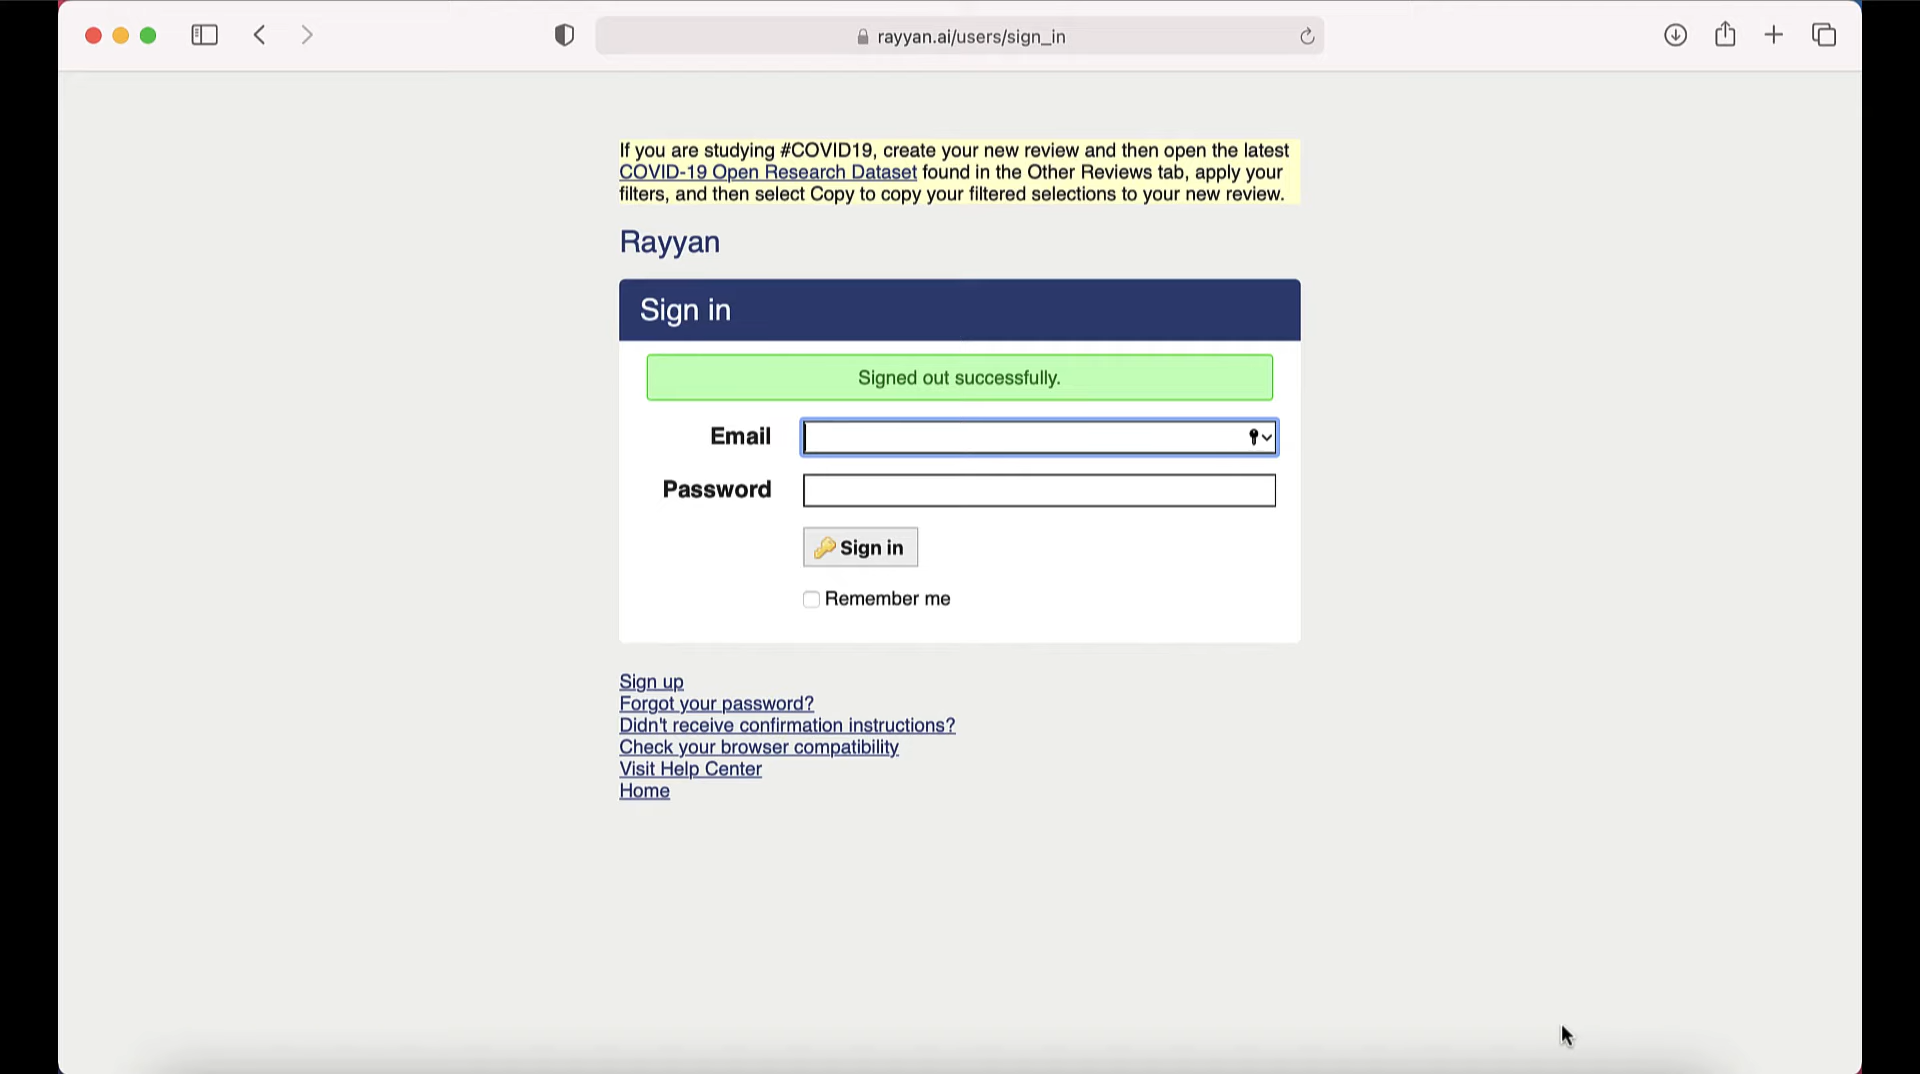 rayyan.ai/users/sign_in
If you are studying #COVID19, create your new review and then open the latest
COVID-19 Open Research Dataset found in the Other Reviews tab, apply your
filters, and then select Copy to copy your filtered selections to your new review.
Rayyan
Sign in
Signed out successfully.
Email
Password
Sign in
Remember me
Sign up
Forgot your password?
Didn't receive confirmation instructions?
Check your browser compatibility
Visit Help Center
Home